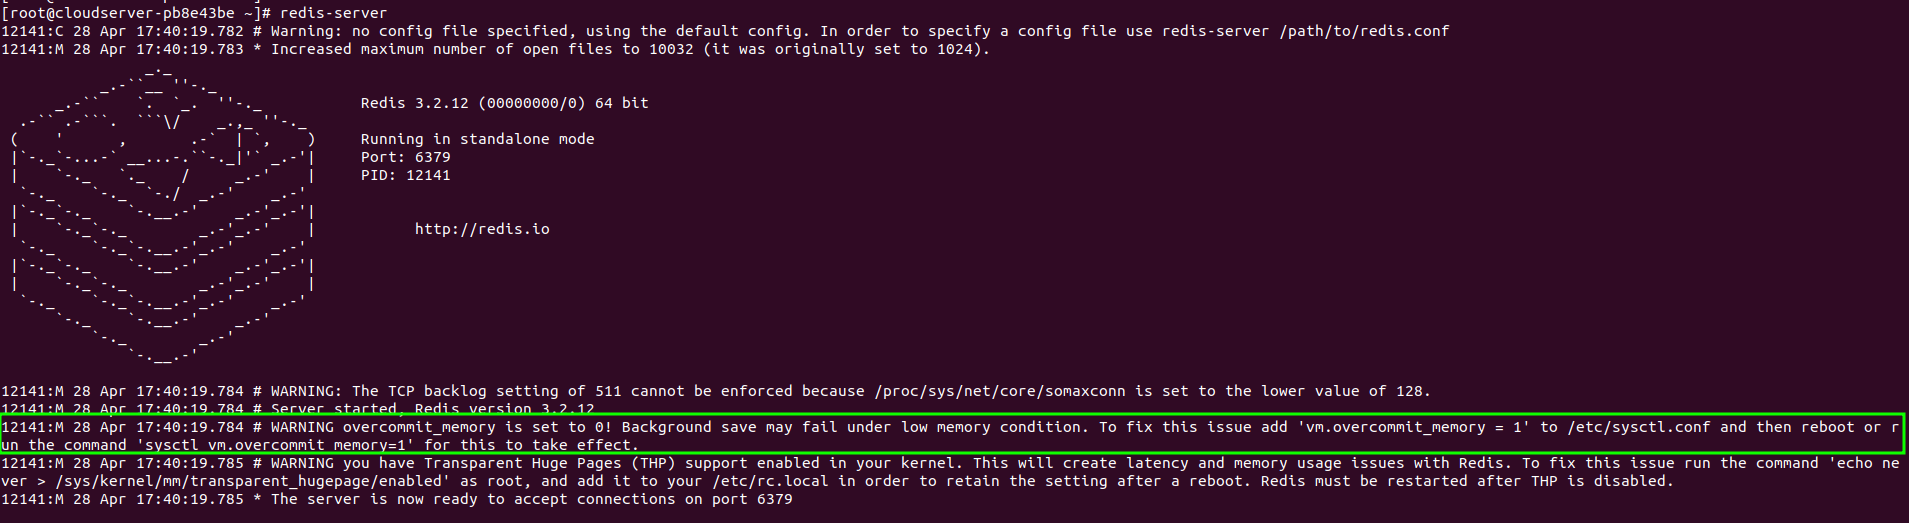 [root@cloudserver-pb8e43be ~]# redis-server
12141:C 28 Apr 17:40:19.782 # Warning: no config file specified, using the default config. In order to specify a config file use redis-server /path/to/redis.conf
12141:M 28 Apr 17:40:19.783 * Increased maximum number of open files to 10032 (it was originally set to 1024).
Redis 3.2.12 (00000000/0) 64 bit
Running in standalone mode
Port: 6379
PID: 12141
http://redis.io
12141:M 28 Apr 17:40:19.784 # WARNING: The TCP backlog setting of 511 cannot be enforced because /proc/sys/net/core/somaxconn is set to the lower value of 128.
12141:M 28 Apr 17:40:19.784 # Server started, Redis version 3.2.12
12141:M 28 Apr 17:40:19.784 # WARNING overcommit_memory is set to 0! Background save may fail under low memory condition. To fix this issue add 'vm.overcommit_memory = 1' to /etc/sysctl.conf and then reboot or r
un the command 'sysctl vm.overcommit_memory=1' for this to take effect.
12141:M 28 Apr 17:40:19.785 # WARNING you have Transparent Huge Pages (THP) support enabled in your kernel. This will create latency and memory usage issues with Redis. To fix this issue run the command 'echo ne
ver > /sys/kernel/mm/transparent_hugepage/enabled' as root, and add it to your /etc/rc.local in order to retain the setting after a reboot. Redis must be restarted after THP is disabled.
12141:M 28 Apr 17:40:19.785 * The server is now ready to accept connections on port 6379